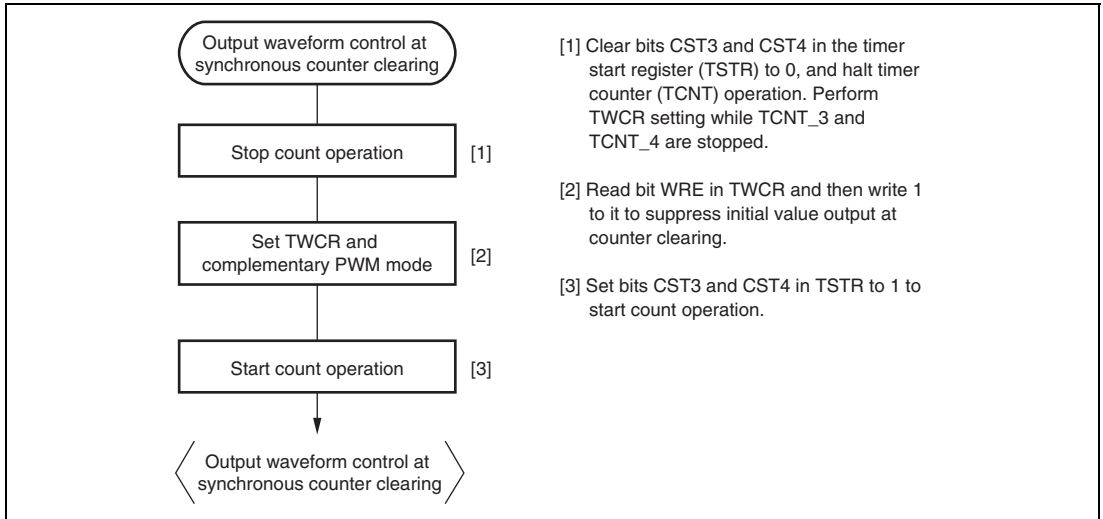 Output waveform control at
synchronous counter clearing
Stop count operation
[1]
Set TWCR and
complementary PWM mode
[2]
Start count operation
[3]
Output waveform control at
synchronous counter clearing
[1] Clear bits CST3 and CST4 in the timer
start register (TSTR) to 0, and halt timer
counter (TCNT) operation. Perform
TWCR setting while TCNT_3 and
TCNT_4 are stopped.
[2] Read bit WRE in TWCR and then write 1
to it to suppress initial value output at
counter clearing.
[3] Set bits CST3 and CST4 in TSTR to 1 to
start count operation.